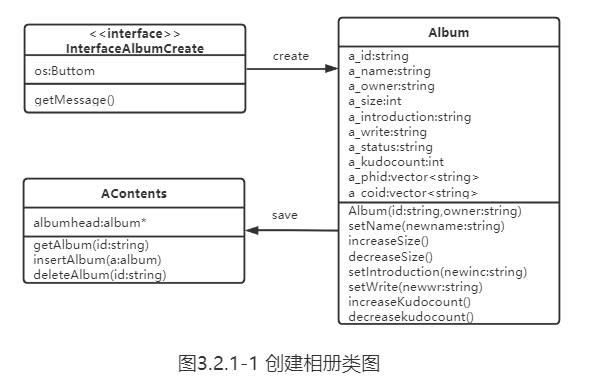 <<interface>>
InterfaceAlbumCreate
os:Buttom
getMessage()
create
Album
a_id:string
a_name:string
a_owner:string
a_size:int
a_introduction:string
a_write:string
a_status:string
a_kudocount:int
a_phid:vector<string>
a_coid:vector<string>
Album(id:string,owner:string)
setName(newname:string)
increaseSize()
decreaseSize()
setIntroduction(newinc:string)
setWrite(newwr:string)
increaseKudocount()
decreasekudocount()
save
AContents
albumhead:album*
getAlbum(id:string)
insertAlbum(a:album)
deleteAlbum(id:string)
图3.2.1-1 创建相册类图